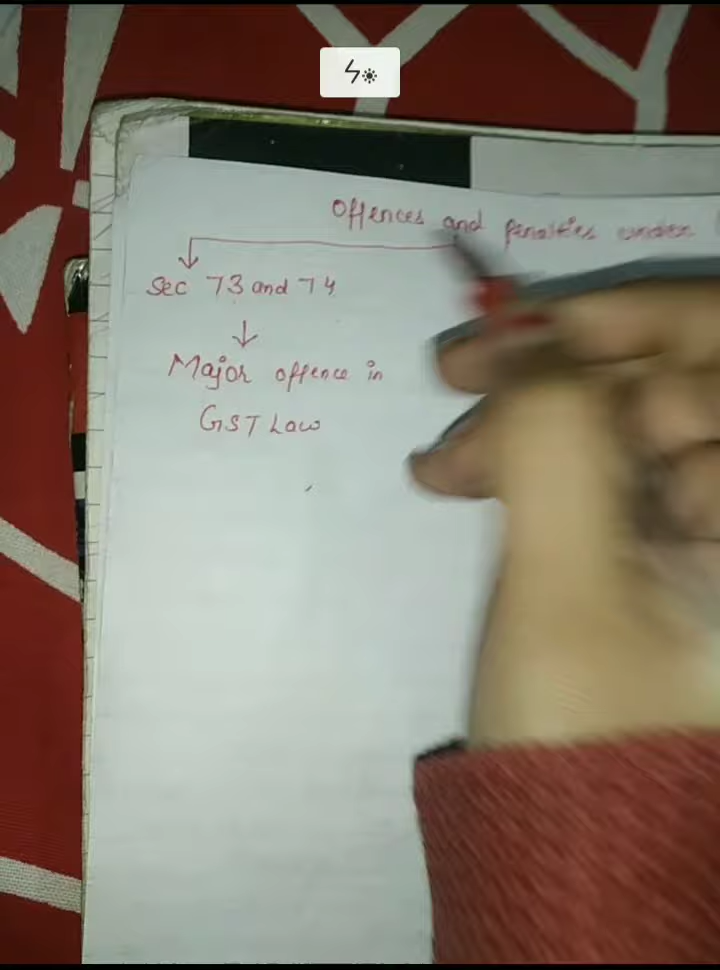 Offences and Penalties under
Sec 73 and 74
Major offence in
GST Law